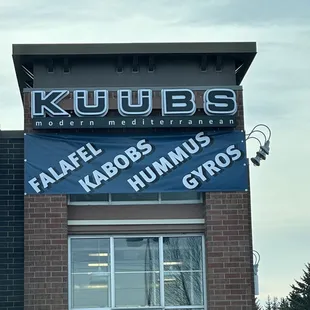 KUUBS
modern mediterranean
FALAFEL
KABOBS
HUMMUS
GYROS